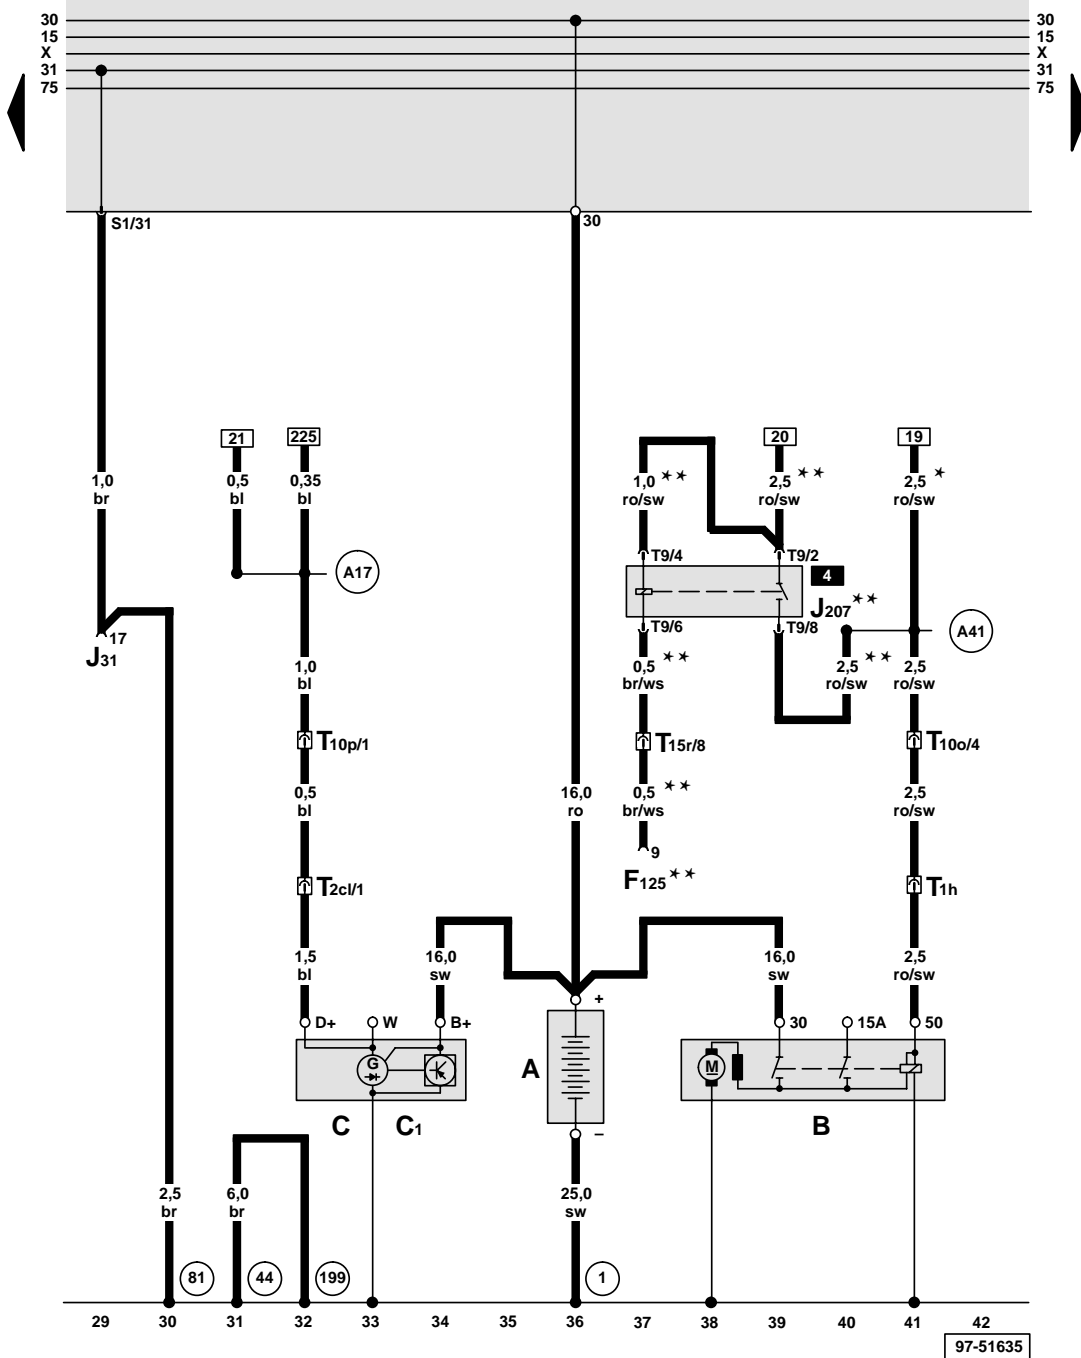 30 30
15 15
X X
31 31
75 75
S1/31 30
21 225 20 19
1,0 0,5 0,35 1,0 ★★ 2,5 ★★ 2,5 ★
br bl bl ro/sw ro/sw ro/sw
T9/4 T9/2
A17 4
J207 ★★
T9/6 T9/8
17 A41
J31
1,0 0,5 ★★ 2,5 ★★ 2,5
bl br/ws ro/sw ro/sw
T10p/1 T15r/8 T10o/4
0,5 16,0 0,5 ★★ 2,5
bl ro br/ws ro/sw
9
F125 ★★
T2cl/1 T1h
1,5 16,0 16,0 2,5
bl sw sw ro/sw
+
D+ W B+ 30 15A 50
G A M
C C1 B
–
2,5 6,0 25,0
br br sw
81 44 199 1
29 30 31 32 33 34 35 36 37 38 39 40 41 42
97-51635